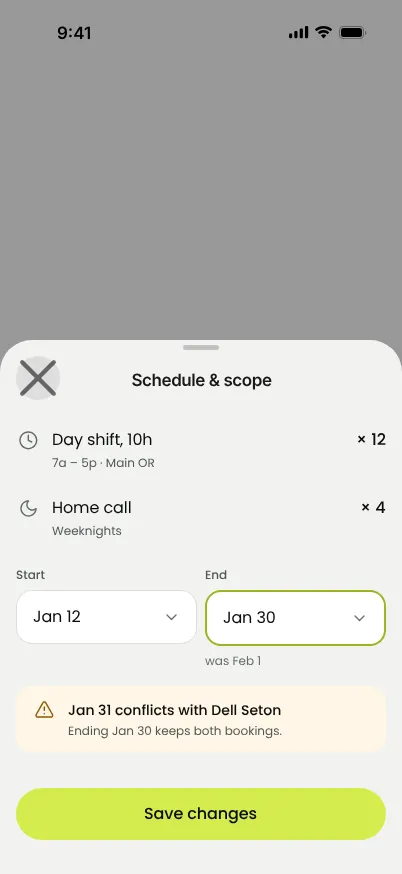 9:41
Schedule & scope
Day shift, 10h × 12
7a – 5p · Main OR
Home call × 4
Weeknights
Start End
Jan 12 Jan 30
was Feb 1
Jan 31 conflicts with Dell Seton
Ending Jan 30 keeps both bookings.
Save changes